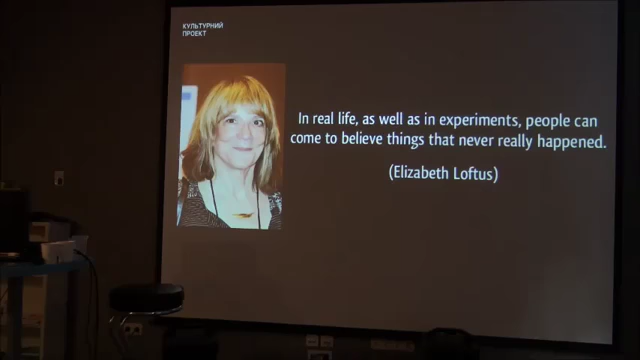 КУЛЬТУРНИЙ
ПРОЕКТ
In real life, as well as in experiments, people can
come to believe things that never really happened.
(Elizabeth Loftus)